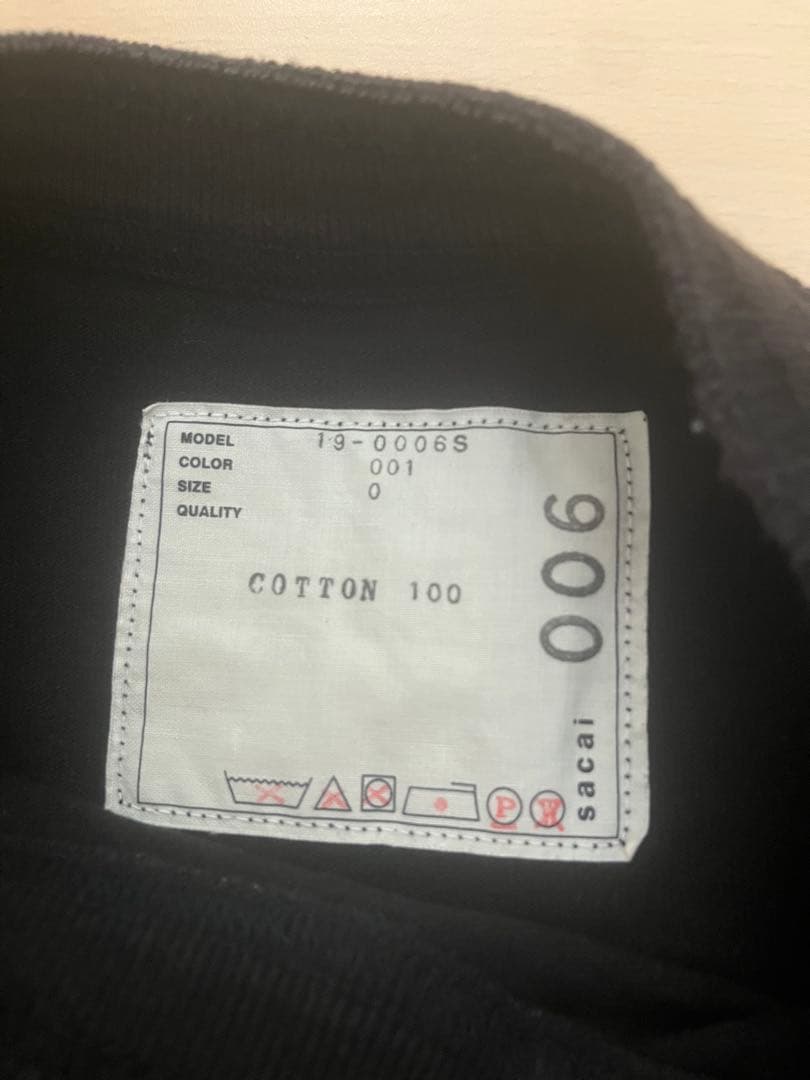 MODEL 19-0006S
COLOR 001
SIZE 0
QUALITY
COTTON 100
sacai 006
P
W